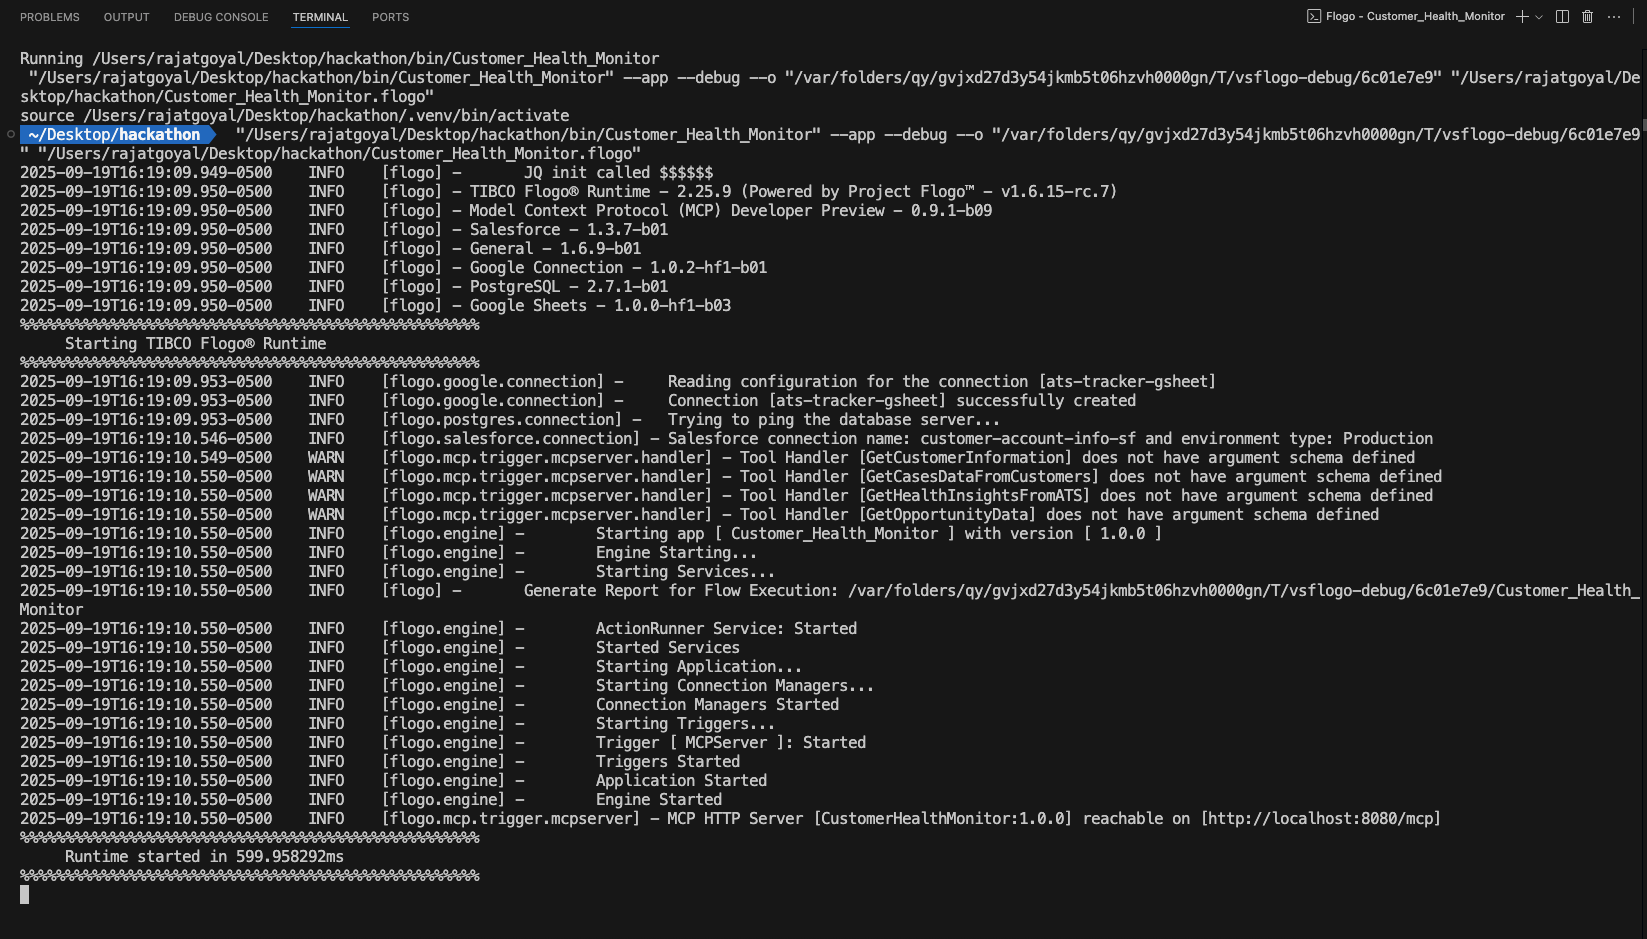 PROBLEMS OUTPUT DEBUG CONSOLE TERMINAL PORTS Flogo - Customer_Health_Monitor
Running /Users/rajatgoyal/Desktop/hackathon/bin/Customer_Health_Monitor
"/Users/rajatgoyal/Desktop/hackathon/bin/Customer_Health_Monitor" --app --debug --o "/var/folders/qy/gvjxd27d3y54jkmb5t06hzvh0000gn/T/vsflogo-debug/6c01e7e9" "/Users/rajatgoyal/De
sktop/hackathon/Customer_Health_Monitor.flogo"
source /Users/rajatgoyal/Desktop/hackathon/.venv/bin/activate
~/Desktop/hackathon "/Users/rajatgoyal/Desktop/hackathon/bin/Customer_Health_Monitor" --app --debug --o "/var/folders/qy/gvjxd27d3y54jkmb5t06hzvh0000gn/T/vsflogo-debug/6c01e7e9
" "/Users/rajatgoyal/Desktop/hackathon/Customer_Health_Monitor.flogo"
2025-09-19T16:19:09.949-0500 INFO [flogo] - JQ init called $$$$$$
2025-09-19T16:19:09.950-0500 INFO [flogo] - TIBCO Flogo® Runtime - 2.25.9 (Powered by Project Flogo™ - v1.6.15-rc.7)
2025-09-19T16:19:09.950-0500 INFO [flogo] - Model Context Protocol (MCP) Developer Preview - 0.9.1-b09
2025-09-19T16:19:09.950-0500 INFO [flogo] - Salesforce - 1.3.7-b01
2025-09-19T16:19:09.950-0500 INFO [flogo] - General - 1.6.9-b01
2025-09-19T16:19:09.950-0500 INFO [flogo] - Google Connection - 1.0.2-hf1-b01
2025-09-19T16:19:09.950-0500 INFO [flogo] - PostgreSQL - 2.7.1-b01
2025-09-19T16:19:09.950-0500 INFO [flogo] - Google Sheets - 1.0.0-hf1-b03
%%%%%%%%%%%%%%%%%%%%%%%%%%%%%%%%%%%%%%%%%%%%%%%%%%%
Starting TIBCO Flogo® Runtime
%%%%%%%%%%%%%%%%%%%%%%%%%%%%%%%%%%%%%%%%%%%%%%%%%%%
2025-09-19T16:19:09.953-0500 INFO [flogo.google.connection] - Reading configuration for the connection [ats-tracker-gsheet]
2025-09-19T16:19:09.953-0500 INFO [flogo.google.connection] - Connection [ats-tracker-gsheet] successfully created
2025-09-19T16:19:09.953-0500 INFO [flogo.postgres.connection] - Trying to ping the database server...
2025-09-19T16:19:10.546-0500 INFO [flogo.salesforce.connection] - Salesforce connection name: customer-account-info-sf and environment type: Production
2025-09-19T16:19:10.549-0500 WARN [flogo.mcp.trigger.mcpserver.handler] - Tool Handler [GetCustomerInformation] does not have argument schema defined
2025-09-19T16:19:10.550-0500 WARN [flogo.mcp.trigger.mcpserver.handler] - Tool Handler [GetCasesDataFromCustomers] does not have argument schema defined
2025-09-19T16:19:10.550-0500 WARN [flogo.mcp.trigger.mcpserver.handler] - Tool Handler [GetHealthInsightsFromATS] does not have argument schema defined
2025-09-19T16:19:10.550-0500 WARN [flogo.mcp.trigger.mcpserver.handler] - Tool Handler [GetOpportunityData] does not have argument schema defined
2025-09-19T16:19:10.550-0500 INFO [flogo.engine] - Starting app [ Customer_Health_Monitor ] with version [ 1.0.0 ]
2025-09-19T16:19:10.550-0500 INFO [flogo.engine] - Engine Starting...
2025-09-19T16:19:10.550-0500 INFO [flogo.engine] - Starting Services...
2025-09-19T16:19:10.550-0500 INFO [flogo] - Generate Report for Flow Execution: /var/folders/qy/gvjxd27d3y54jkmb5t06hzvh0000gn/T/vsflogo-debug/6c01e7e9/Customer_Health_
Monitor
2025-09-19T16:19:10.550-0500 INFO [flogo.engine] - ActionRunner Service: Started
2025-09-19T16:19:10.550-0500 INFO [flogo.engine] - Started Services
2025-09-19T16:19:10.550-0500 INFO [flogo.engine] - Starting Application...
2025-09-19T16:19:10.550-0500 INFO [flogo.engine] - Starting Connection Managers...
2025-09-19T16:19:10.550-0500 INFO [flogo.engine] - Connection Managers Started
2025-09-19T16:19:10.550-0500 INFO [flogo.engine] - Starting Triggers...
2025-09-19T16:19:10.550-0500 INFO [flogo.engine] - Trigger [ MCPServer ]: Started
2025-09-19T16:19:10.550-0500 INFO [flogo.engine] - Triggers Started
2025-09-19T16:19:10.550-0500 INFO [flogo.engine] - Application Started
2025-09-19T16:19:10.550-0500 INFO [flogo.engine] - Engine Started
2025-09-19T16:19:10.550-0500 INFO [flogo.mcp.trigger.mcpserver] - MCP HTTP Server [CustomerHealthMonitor:1.0.0] reachable on [http://localhost:8080/mcp]
%%%%%%%%%%%%%%%%%%%%%%%%%%%%%%%%%%%%%%%%%%%%%%%%%%%
Runtime started in 599.958292ms
%%%%%%%%%%%%%%%%%%%%%%%%%%%%%%%%%%%%%%%%%%%%%%%%%%%